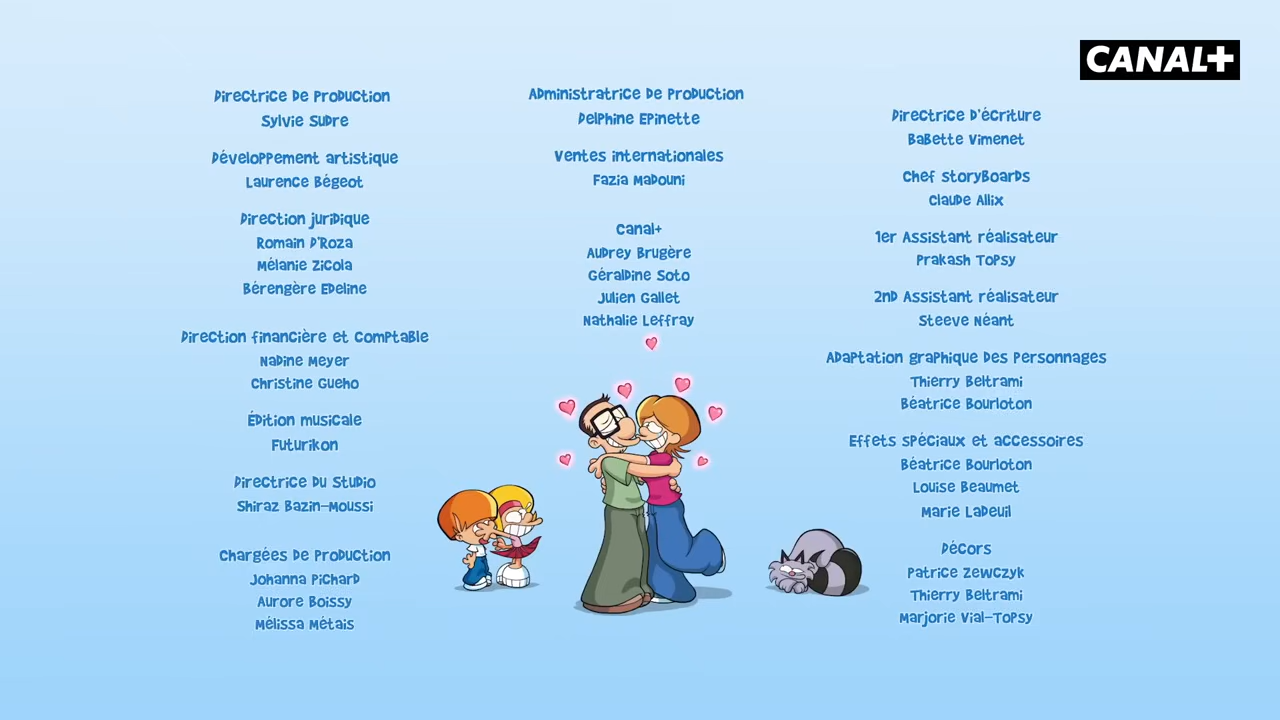 CANAL+
Directrice de production
Sylvie Sudre
Développement artistique
Laurence Bégeot
Direction juridique
Romain D'Roza
Mélanie Zicola
Bérengère Edeline
Direction financière et comptable
Nadine Meyer
Christine Gueho
Édition musicale
Futurikon
Directrice du Studio
Shiraz Bazin-Moussi
Chargées de production
Johanna Pichard
Aurore Boissy
Mélissa Métais
Administratrice de production
Delphine Epinette
Ventes internationales
Fazia Madouni
Canal+
Audrey Brugère
Géraldine Soto
Julien Gallet
Nathalie Leffray
Directrice d'écriture
Babette Vimenet
Chef storyboards
Claude Allix
1er Assistant réalisateur
Prakash Topsy
2nd Assistant réalisateur
Steeve Néant
Adaptation graphique des personnages
Thierry Beltrami
Béatrice Bourloton
Effets spéciaux et accessoires
Béatrice Bourloton
Louise Beaumet
Marie Ladeuil
Décors
Patrice Zewczyk
Thierry Beltrami
Marjorie Vial-Topsy